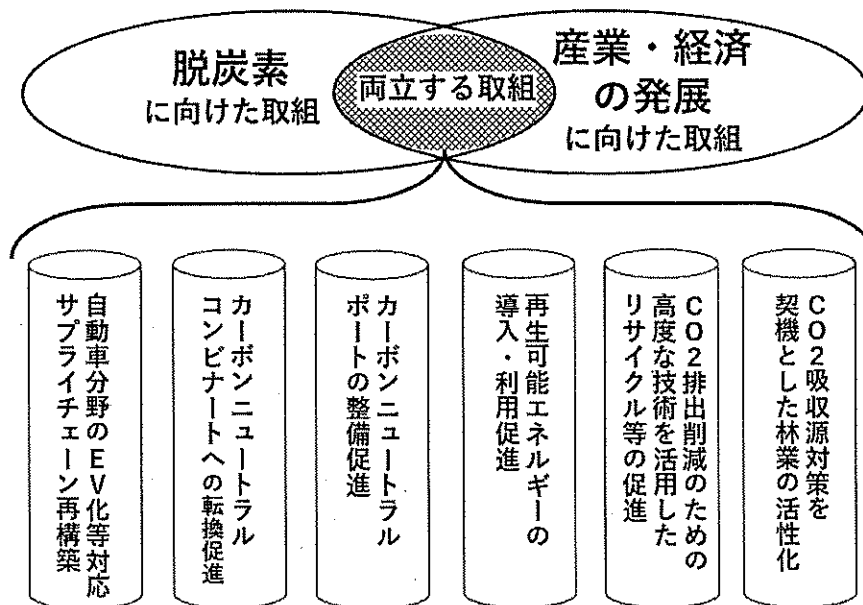 脱炭素
に向けた取組
両立する取組
産業・経済
の発展
に向けた取組
自動車分野のEV化等対応
サプライチェーン再構築
カーボンニュートラル
コンビナートへの転換促進
カーボンニュートラル
ポートの整備促進
再生可能エネルギーの
導入・利用促進
CO2排出削減のための
高度な技術を活用した
リサイクル等の促進
CO2吸収源対策を
契機とした林業の活性化